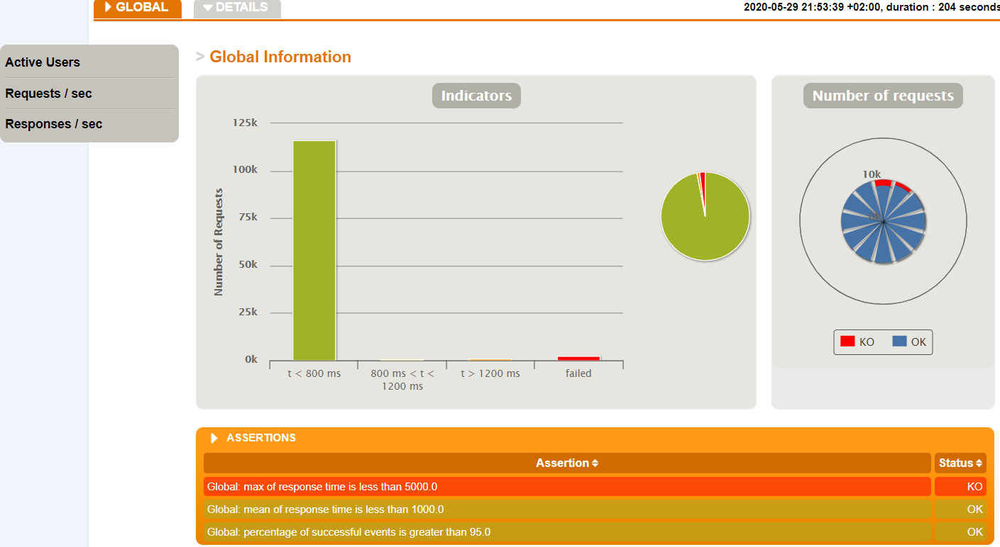 GLOBAL
DETAILS
2020-05-29 21:53:39 +02:00, duration : 204 seconds
Active Users
Requests / sec
Responses / sec
> Global Information
Indicators
Number of Requests
125k
100k
75k
50k
25k
0k
t < 800 ms
800 ms < t <
1200 ms
t > 1200 ms
failed
Number of requests
10k
KO
OK
ASSERTIONS
Assertion
Status
Global: max of response time is less than 5000.0
KO
Global: mean of response time is less than 1000.0
OK
Global: percentage of successful events is greater than 95.0
OK